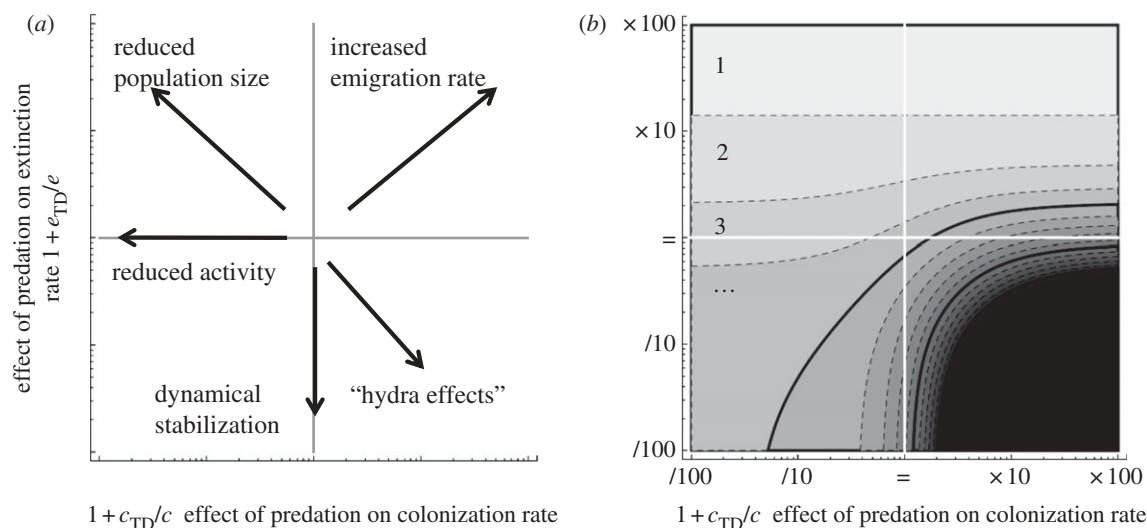 (a)
reduced
population size
increased
emigration rate
reduced activity
dynamical
stabilization
“hydra effects”
effect of predation on extinction
rate 1 + e_TD/e
1 + c_TD/c effect of predation on colonization rate
(b)
×100
×10
=
/10
/100
1
2
3
...
/100
/10
=
×10
×100
1 + c_TD/c effect of predation on colonization rate